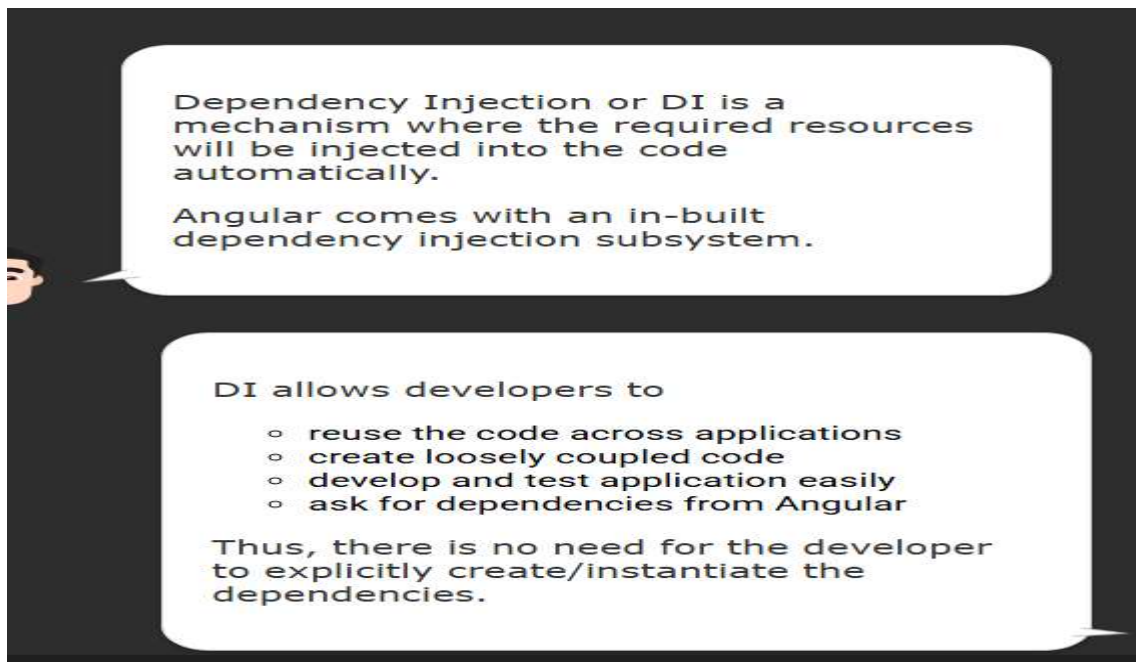 Dependency Injection or DI is a
mechanism where the required resources
will be injected into the code
automatically.
Angular comes with an in-built
dependency injection subsystem.
DI allows developers to
◦ reuse the code across applications
◦ create loosely coupled code
◦ develop and test application easily
◦ ask for dependencies from Angular
Thus, there is no need for the developer
to explicitly create/instantiate the
dependencies.